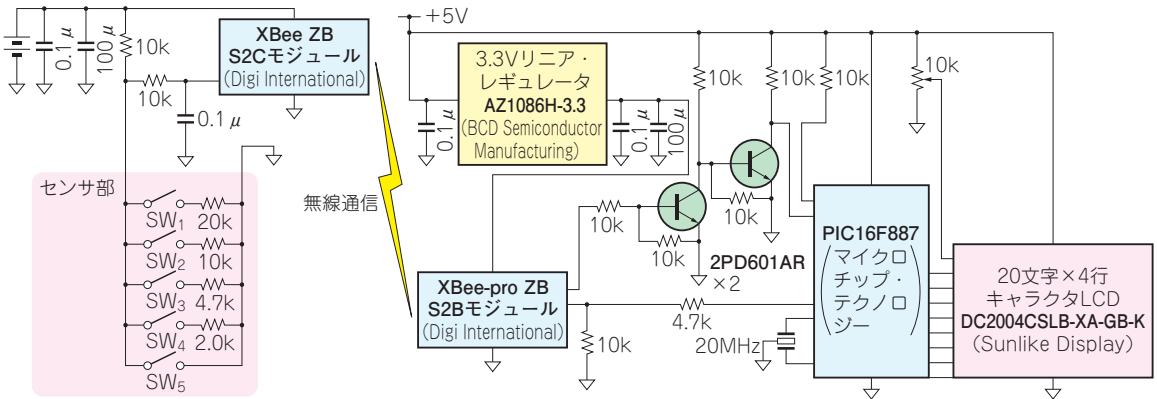 0.1μ
100μ
10k
10k
0.1μ
XBee ZB
S2Cモジュール
(Digi International)
センサ部
SW1
20k
SW2
10k
SW3
4.7k
SW4
2.0k
SW5
無線通信
+5V
0.1μ
3.3Vリニア・
レギュレータ
AZ1086H-3.3
(BCD Semiconductor
Manufacturing)
0.1μ
100μ
10k
10k
10k
10k
10k
10k
10k
2PD601AR
×2
XBee-pro ZB
S2Bモジュール
(Digi International)
10k
4.7k
20MHz
PIC16F887
(マイクロ
チップ・
テクノロ
ジー)
20文字×4行
キャラクタLCD
DC2004CSLB-XA-GB-K
(Sunlike Display)